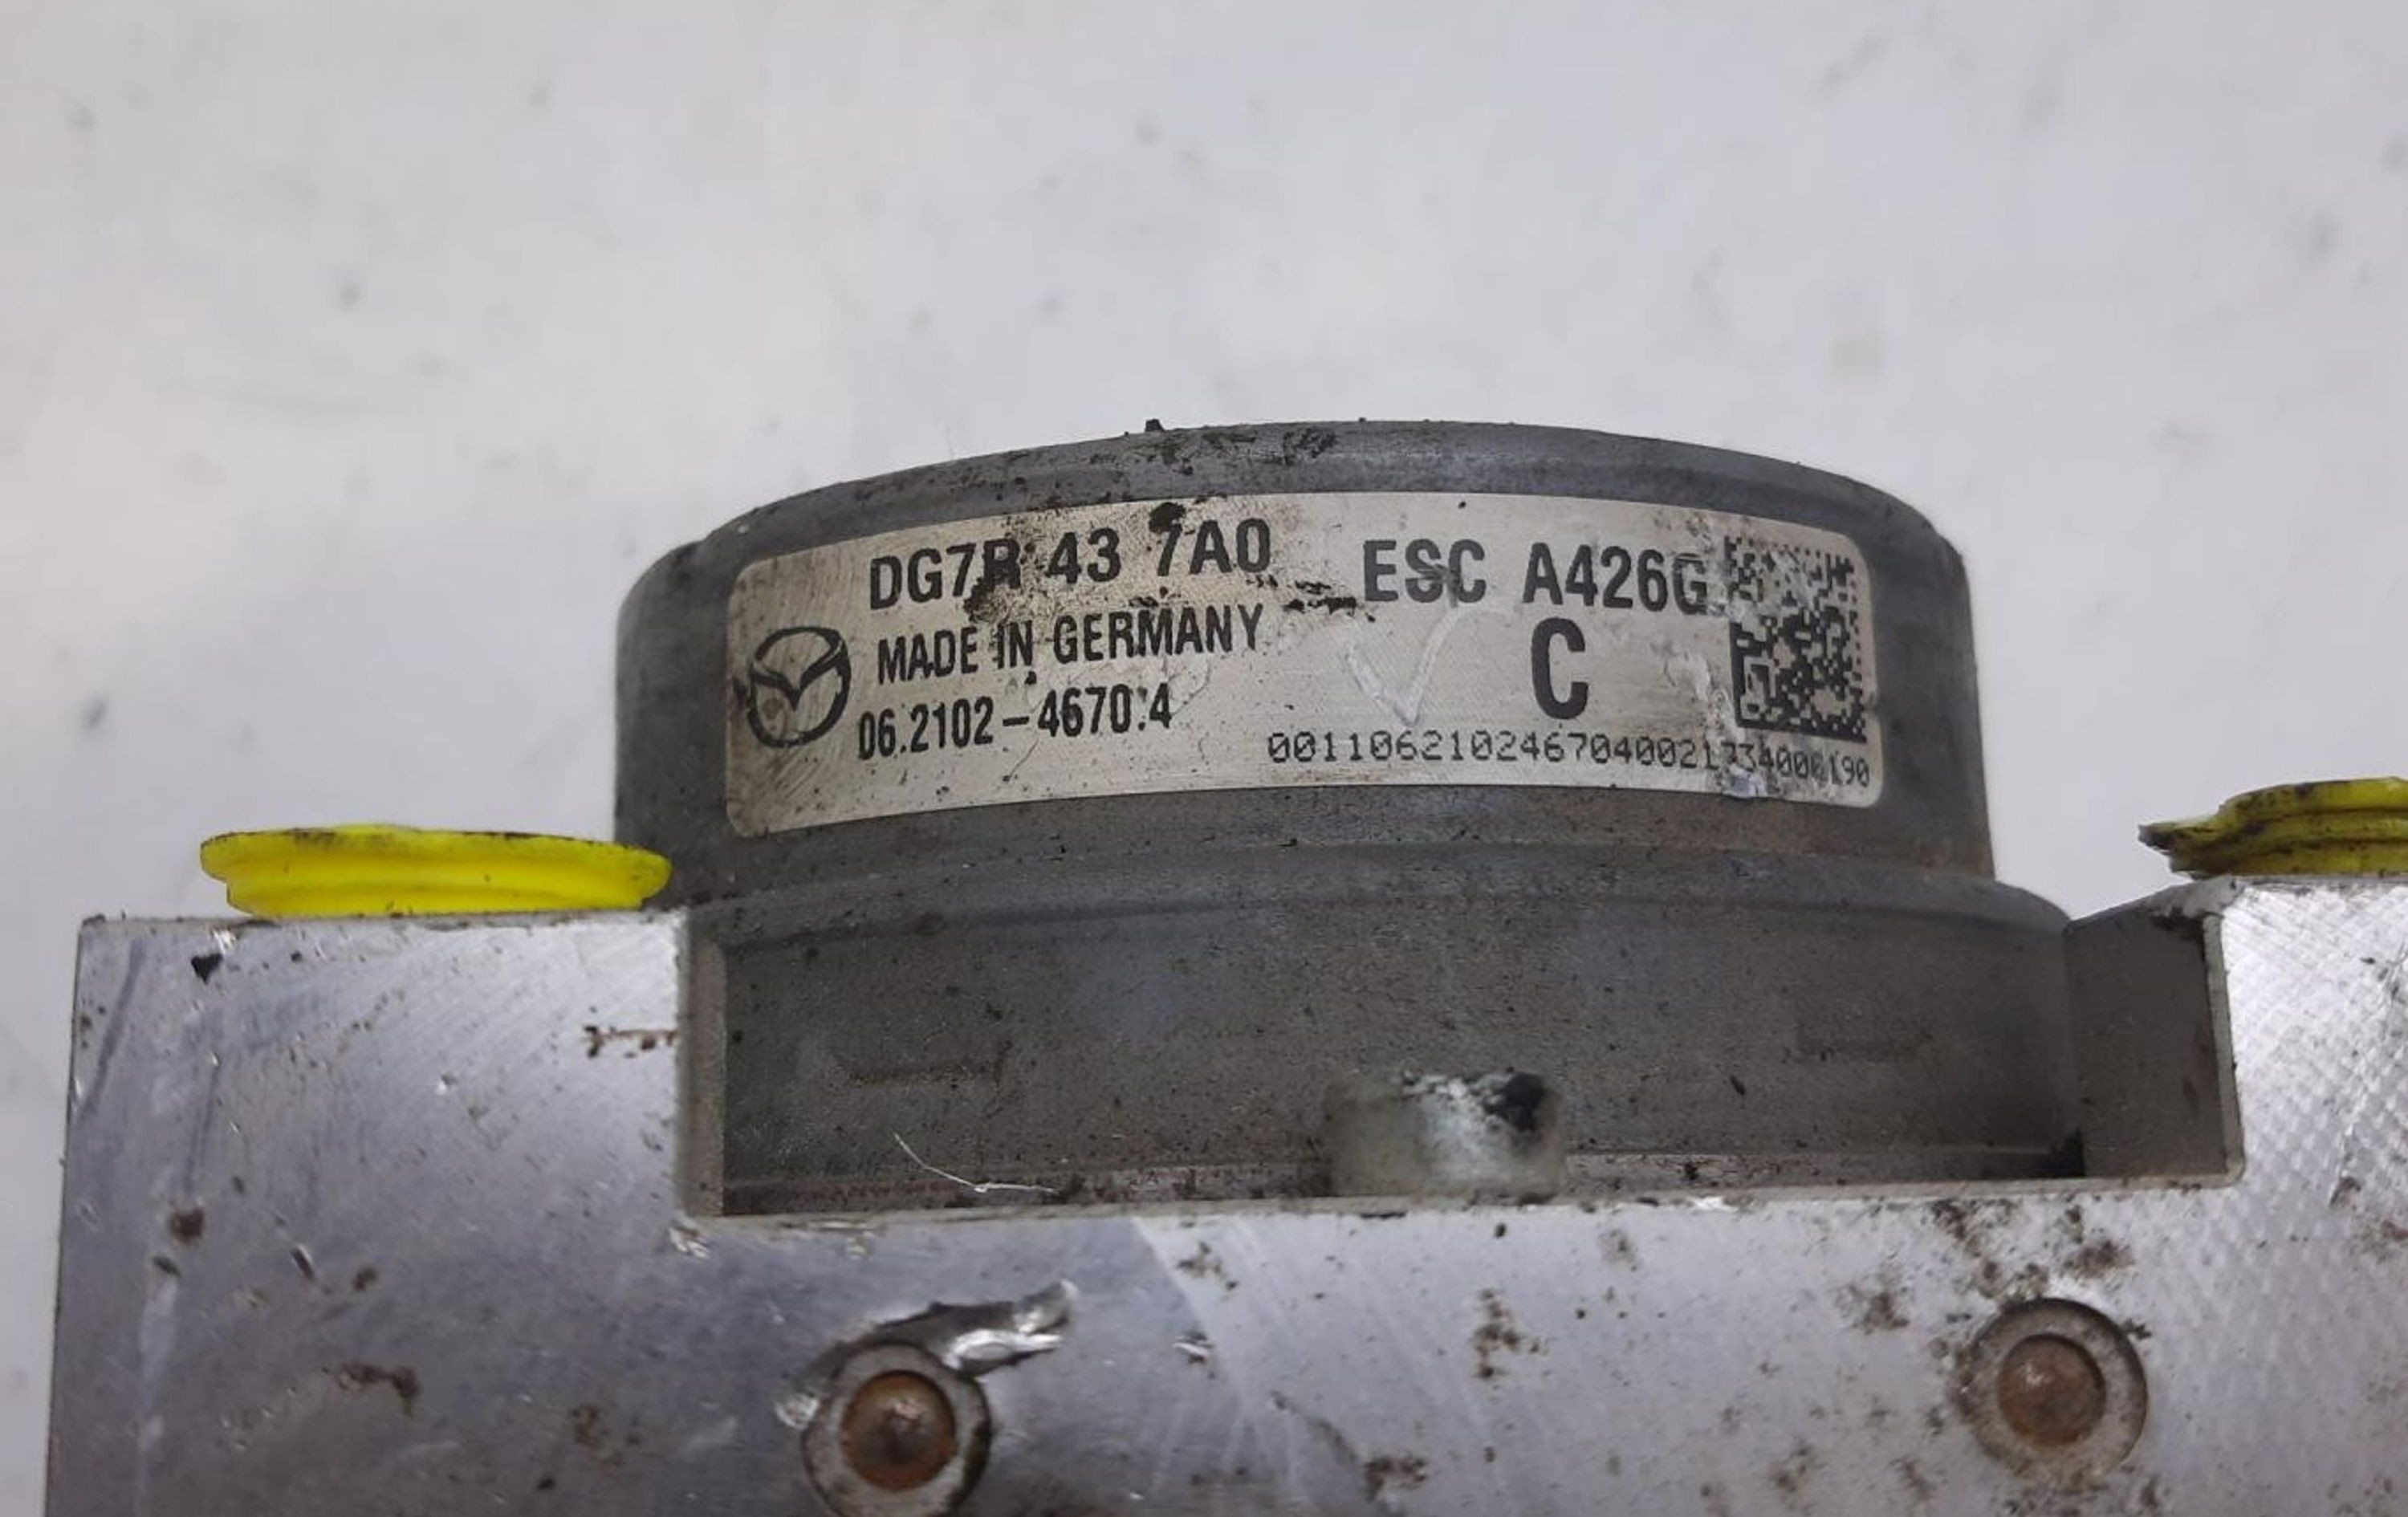 DG7R 43 7A0 ESC A426G
MADE IN GERMANY C
06.2102-4670.4